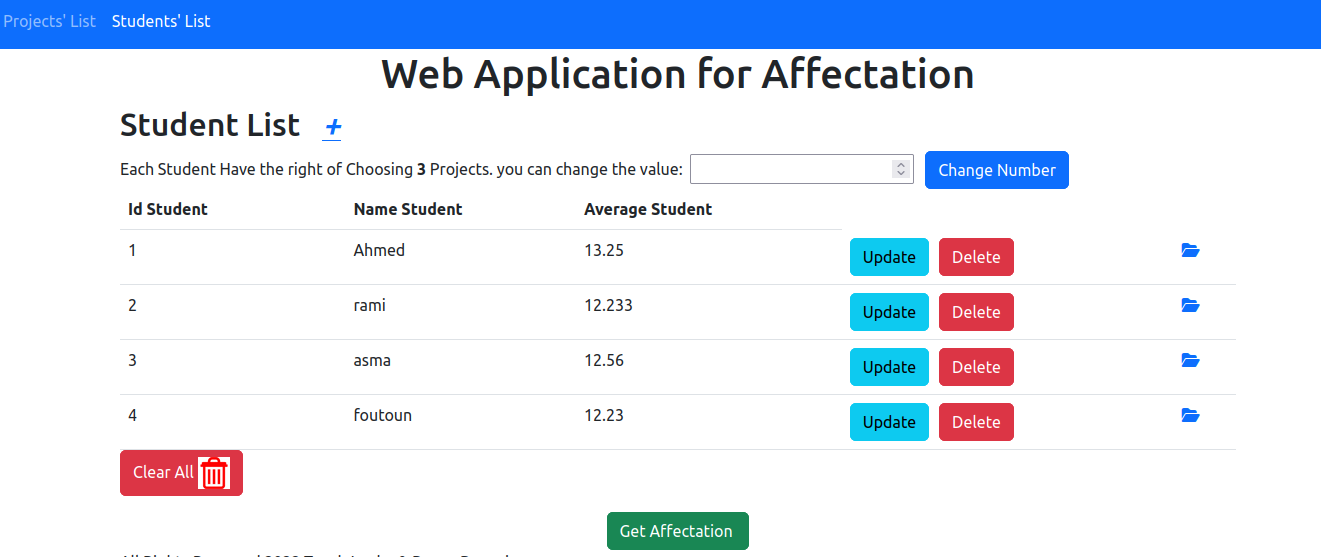 Projects' List Students' List
Web Application for Affectation
Student List +
Each Student Have the right of Choosing 3 Projects. you can change the value: Change Number
Id Student Name Student Average Student
1 Ahmed 13.25 Update Delete
2 rami 12.233 Update Delete
3 asma 12.56 Update Delete
4 foutoun 12.23 Update Delete
Clear All
Get Affectation